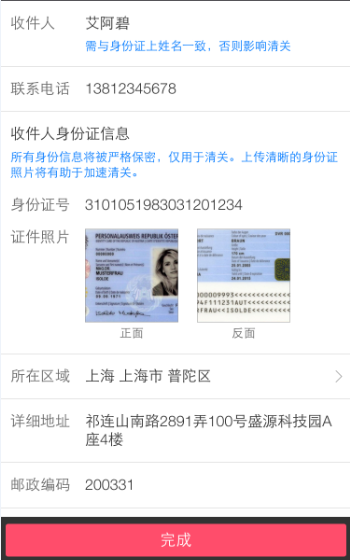 收件人 艾阿碧
需与身份证上姓名一致，否则影响清关
联系电话 13812345678
收件人身份证信息
所有身份信息将被严格保密，仅用于清关。上传清晰的身份证
照片将有助于加速清关。
身份证号 3101051983031201234
证件照片
PERSONALAUSWEIS REPUBLIK ÖSTER
MUSTERFRAU
ISOLDE
00009993<<<<<<<<
正面 反面
所在区域 上海 上海市 普陀区
详细地址 祁连山南路2891弄100号盛源科技园A
座4楼
邮政编码 200331
完成